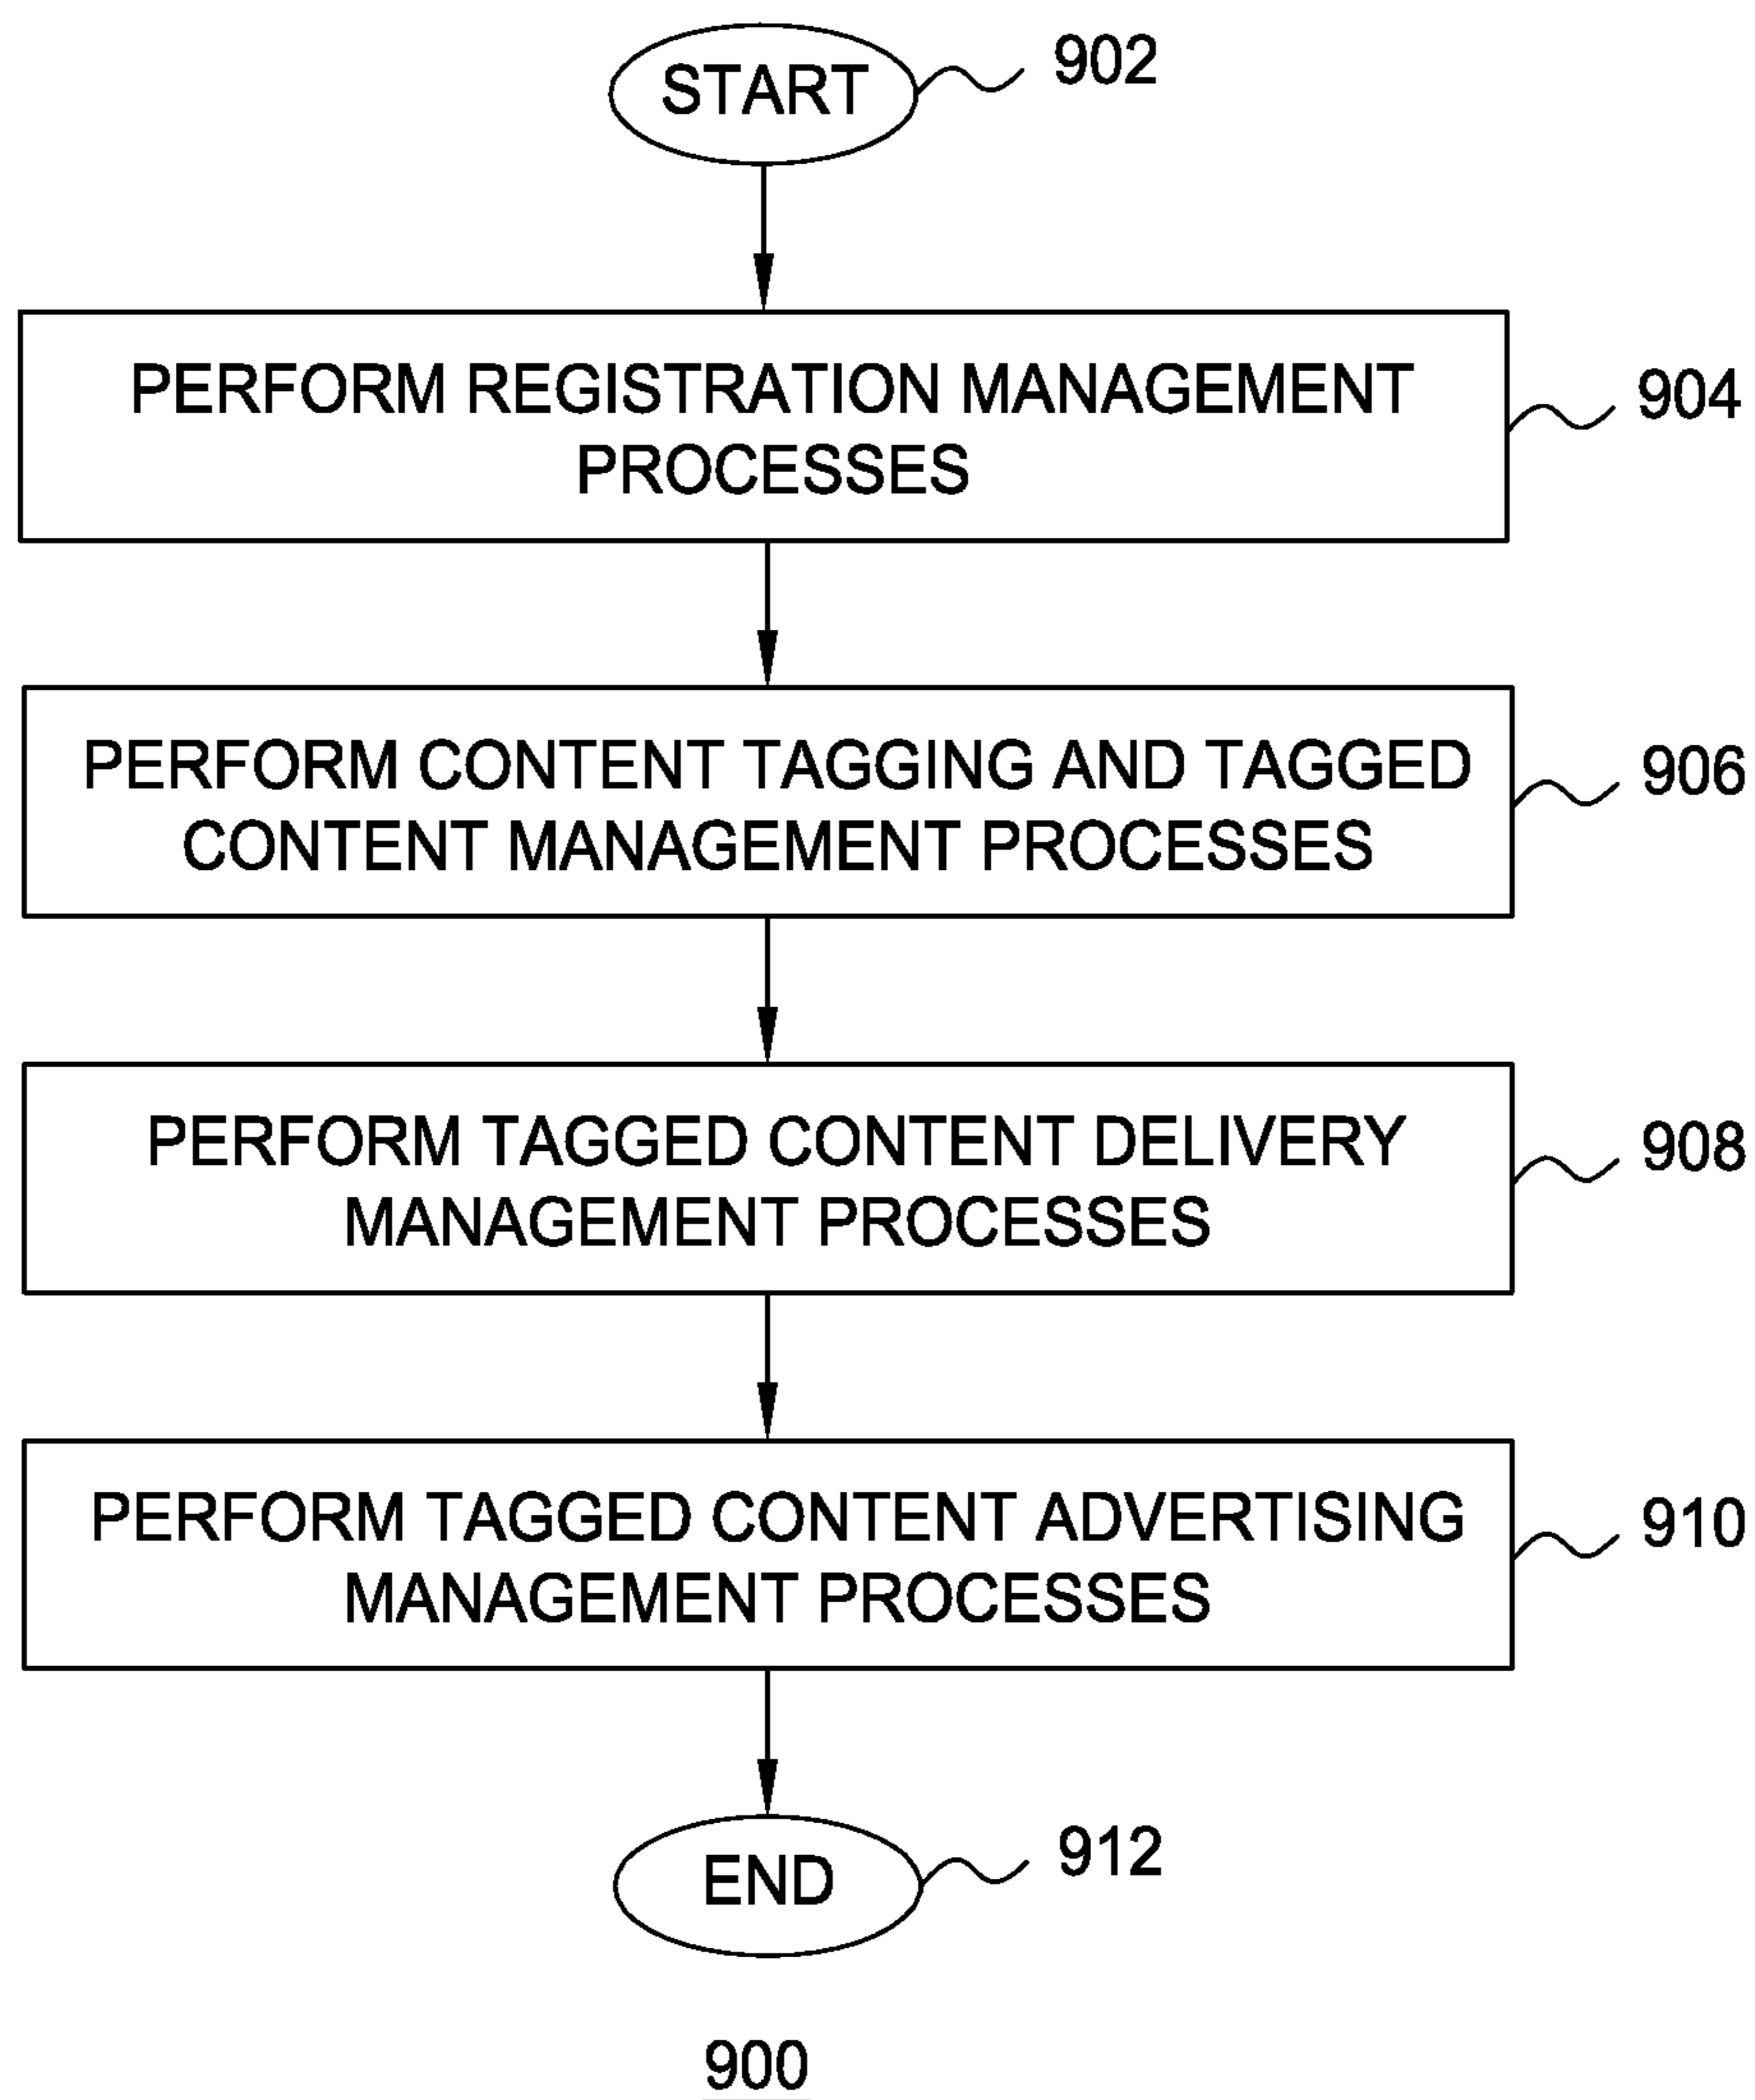 START
902
PERFORM REGISTRATION MANAGEMENT
PROCESSES
904
PERFORM CONTENT TAGGING AND TAGGED
CONTENT MANAGEMENT PROCESSES
906
PERFORM TAGGED CONTENT DELIVERY
MANAGEMENT PROCESSES
908
PERFORM TAGGED CONTENT ADVERTISING
MANAGEMENT PROCESSES
910
END
912
900